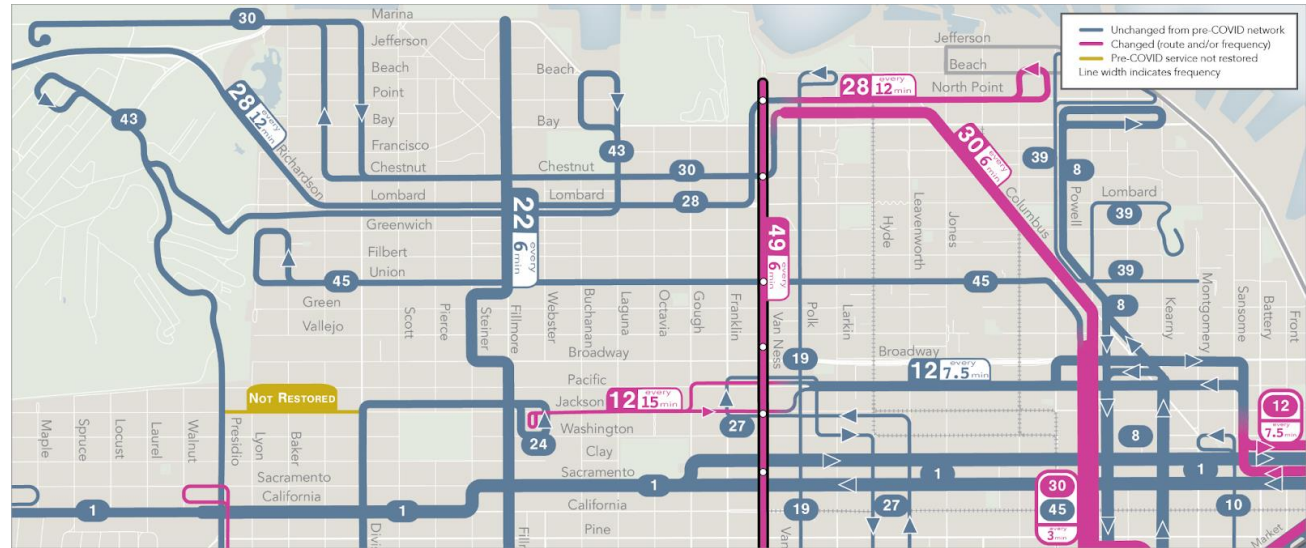 30
Marina
Jefferson
Beach
Point
Bay
Francisco
Chestnut
Lombard
Greenwich
Filbert
Union
Green
Vallejo
43
28
every
12
min
Richardson
Beach
Bay
43
Chestnut
30
Lombard
28
22
every
6
min
45
Scott
Pierce
Steiner
Fillmore
Webster
Buchanan
Laguna
Octavia
Gough
Franklin
Van Ness
Polk
Larkin
Hyde
Leavenworth
Jones
Columbus
Powell
Kearny
Montgomery
Sansome
Battery
Front
49
every
6
min
28
every
12
min
Jefferson
Beach
North Point
30
every
6
min
39
8
Lombard
39
39
45
8
Unchanged from pre-COVID network
Changed (route and/or frequency)
Pre-COVID service not restored
Line width indicates frequency
Broadway
19
Broadway
12
every
7.5
min
Pacific
Jackson
12
every
15
min
Washington
24
27
Clay
Sacramento
California
Pine
NOT RESTORED
Maple
Spruce
Locust
Laurel
Walnut
Presidio
Lyon
Baker
Sacramento
California
1
1
1
1
1
Divi
Fillm
19
27
Van
8
30
45
every
3
min
10
12
every
7.5
min
Market